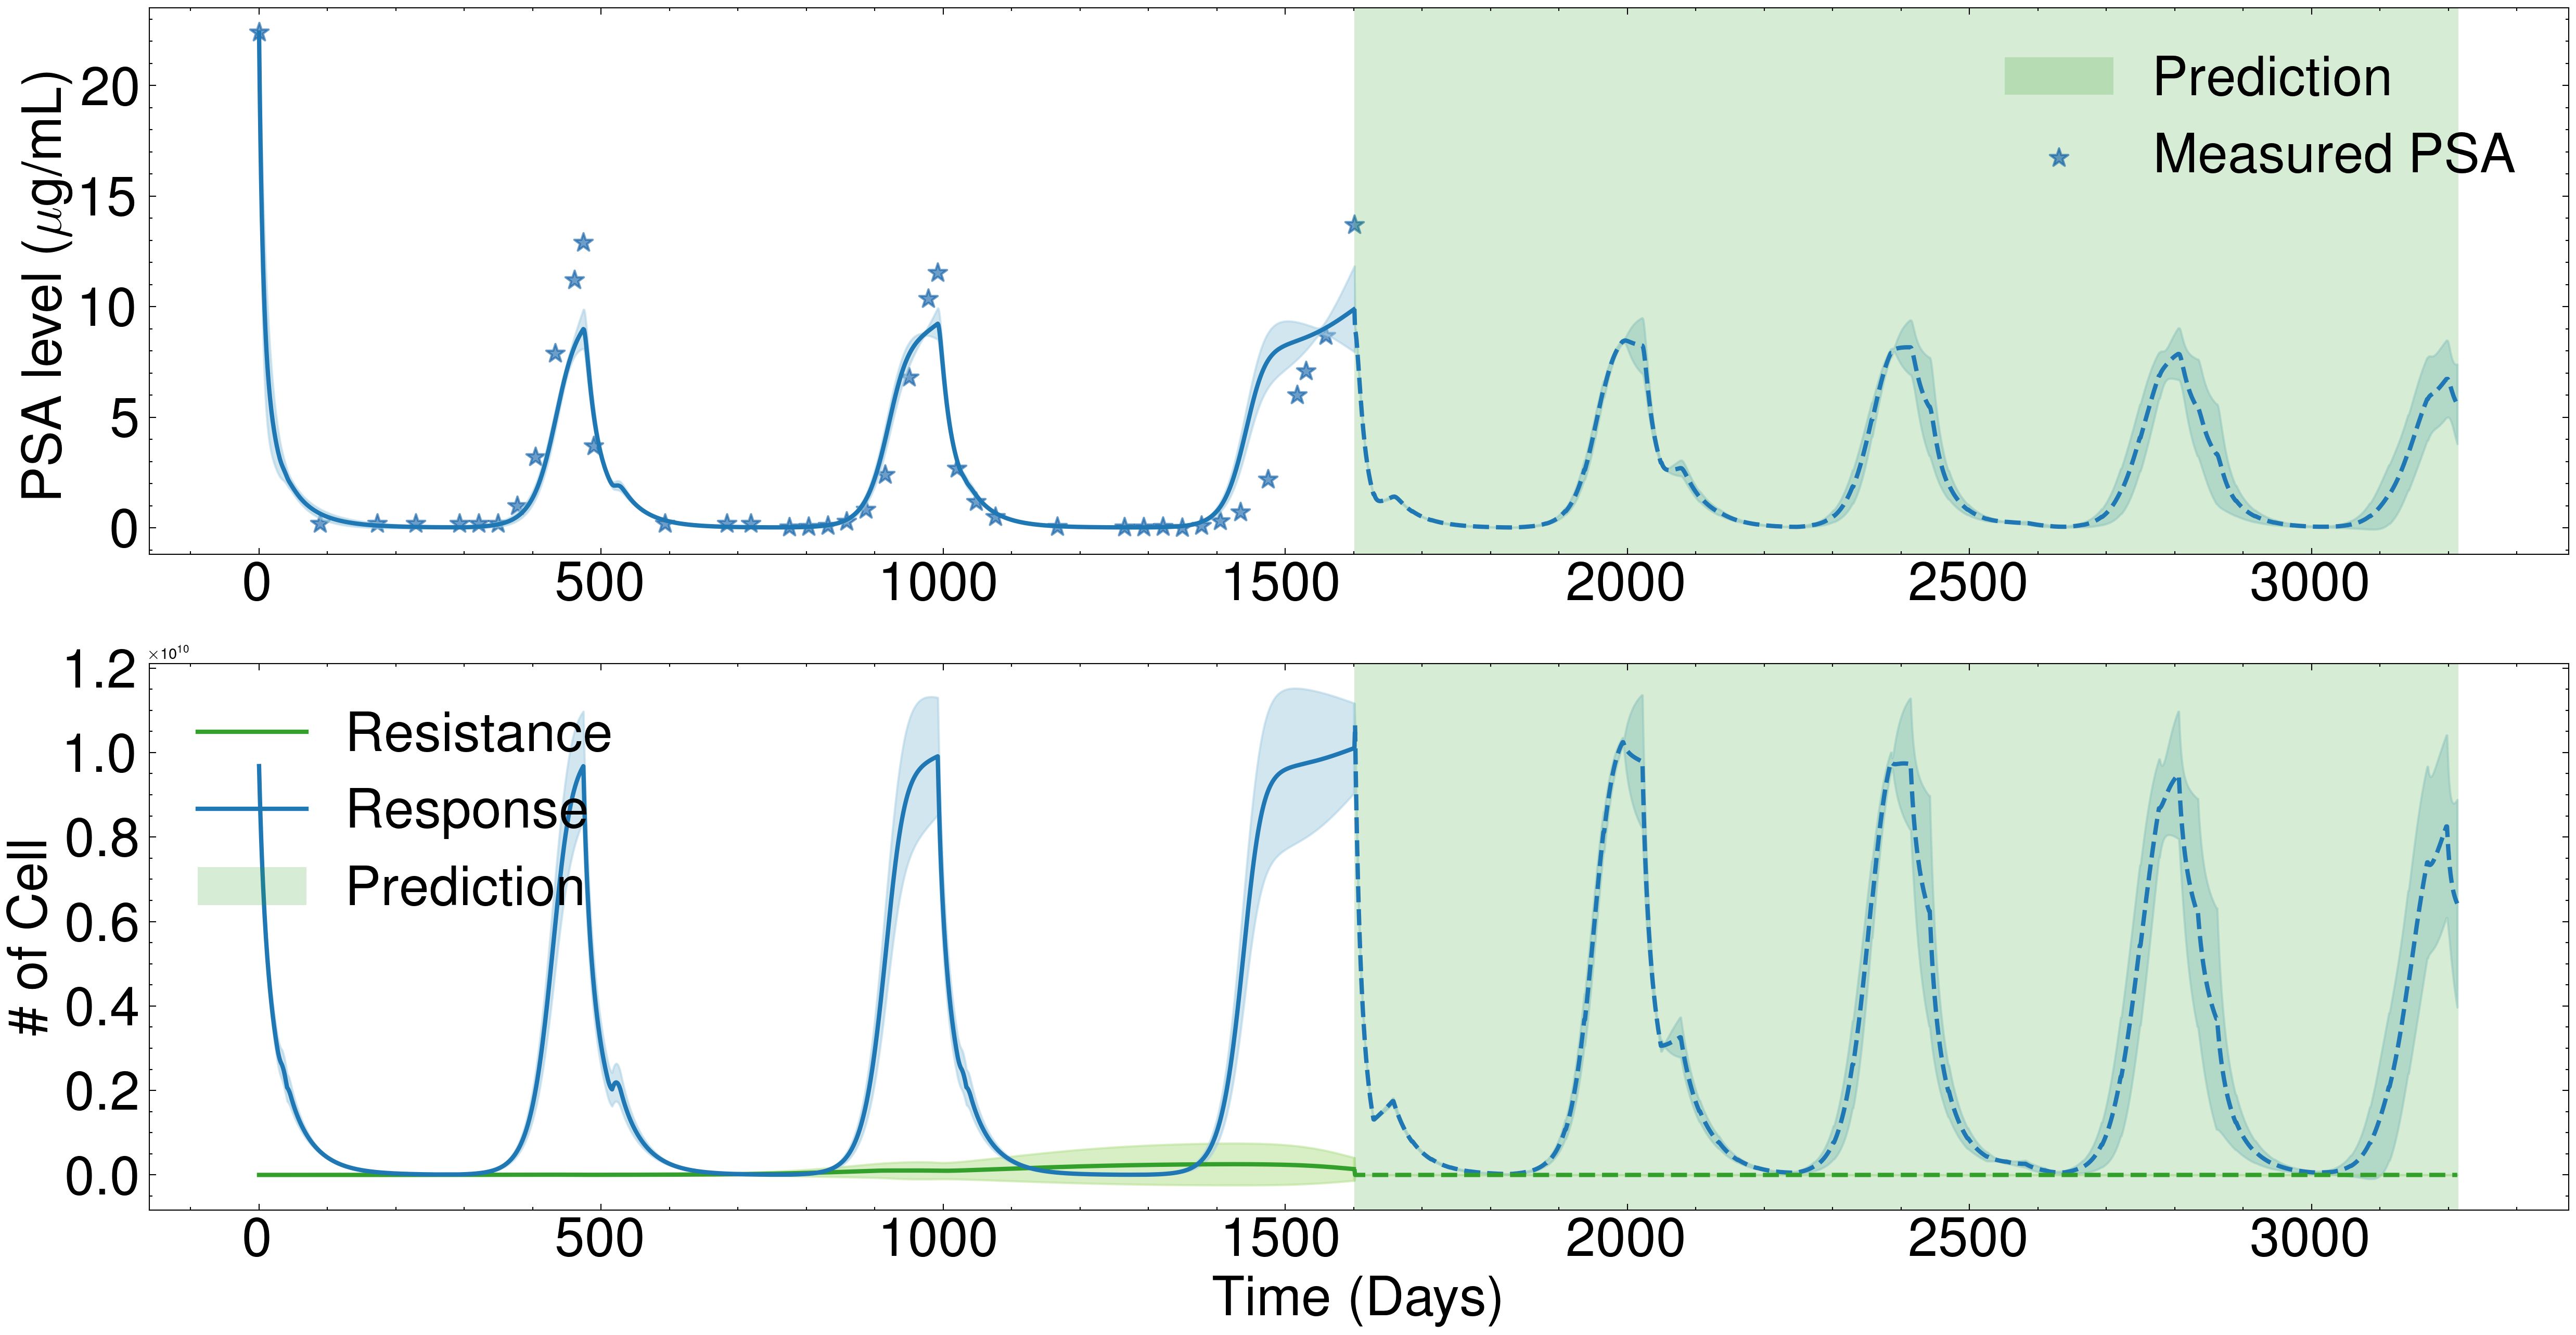 PSA level (μg/mL)
20
15
10
5
0
Prediction
Measured PSA
0 500 1000 1500 2000 2500 3000
×10¹⁰
# of Cell
1.2
1.0
0.8
0.6
0.4
0.2
0.0
Resistance
Response
Prediction
0 500 1000 1500 2000 2500 3000
Time (Days)